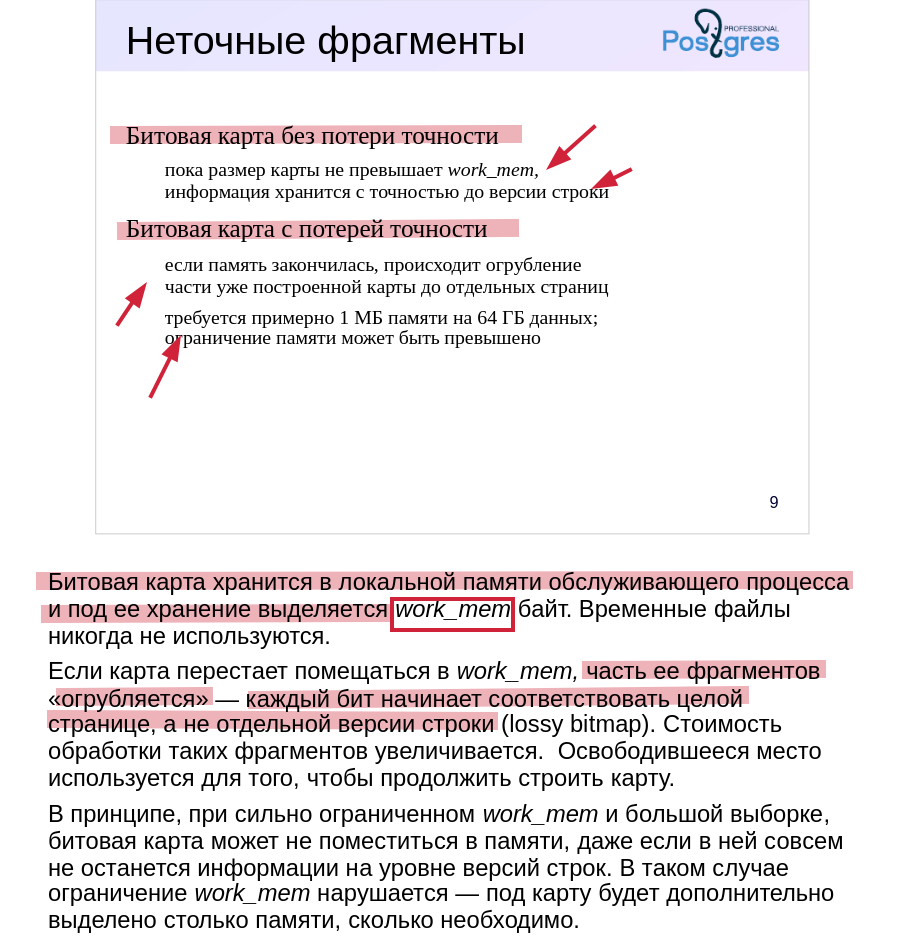 Неточные фрагменты
PROFESSIONAL
Postgres
Битовая карта без потери точности
пока размер карты не превышает work_mem,
информация хранится с точностью до версии строки
Битовая карта с потерей точности
если память закончилась, происходит огрубление
части уже построенной карты до отдельных страниц
требуется примерно 1 МБ памяти на 64 ГБ данных;
ограничение памяти может быть превышено
9
Битовая карта хранится в локальной памяти обслуживающего процесса
и под ее хранение выделяется work_mem байт. Временные файлы
никогда не используются.
Если карта перестает помещаться в work_mem, часть ее фрагментов
«огрубляется» — каждый бит начинает соответствовать целой
странице, а не отдельной версии строки (lossy bitmap). Стоимость
обработки таких фрагментов увеличивается.  Освободившееся место
используется для того, чтобы продолжить строить карту.
В принципе, при сильно ограниченном work_mem и большой выборке,
битовая карта может не поместиться в памяти, даже если в ней совсем
не останется информации на уровне версий строк. В таком случае
ограничение work_mem нарушается — под карту будет дополнительно
выделено столько памяти, сколько необходимо.